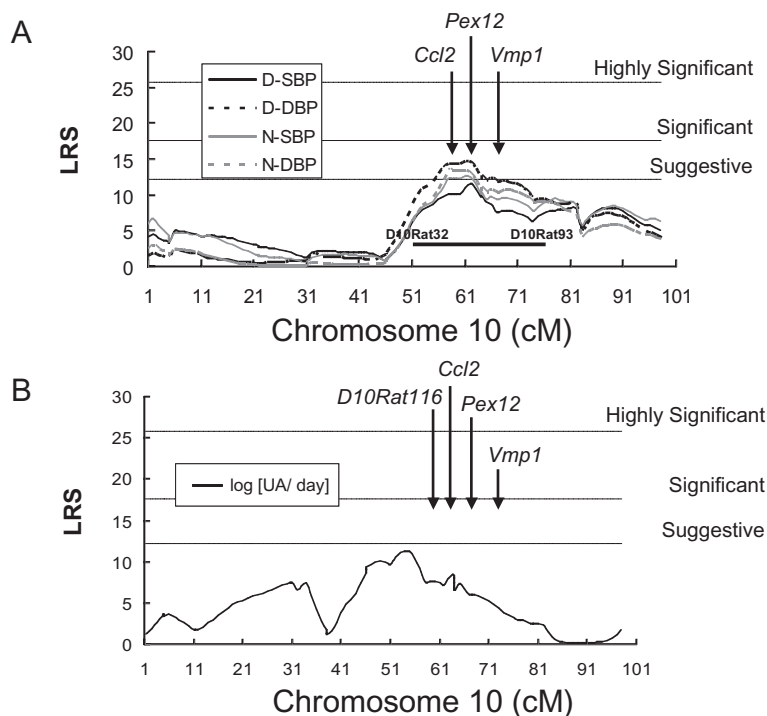 A
Pex12
Ccl2 Vmp1
30
25
20
15
10
5
0
LRS
D-SBP
D-DBP
N-SBP
N-DBP
Highly Significant
Significant
Suggestive
D10Rat32 D10Rat93
1 11 21 31 41 51 61 71 81 91 101
Chromosome 10 (cM)
B
Ccl2
D10Rat116 Pex12
Vmp1
30
25
20
15
10
5
0
LRS
log [UA/ day]
Highly Significant
Significant
Suggestive
1 11 21 31 41 51 61 71 81 91 101
Chromosome 10 (cM)